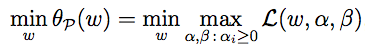 min_w θ_𝒫(w) = min_w max_{α,β : α_i≥0} ℒ(w, α, β)